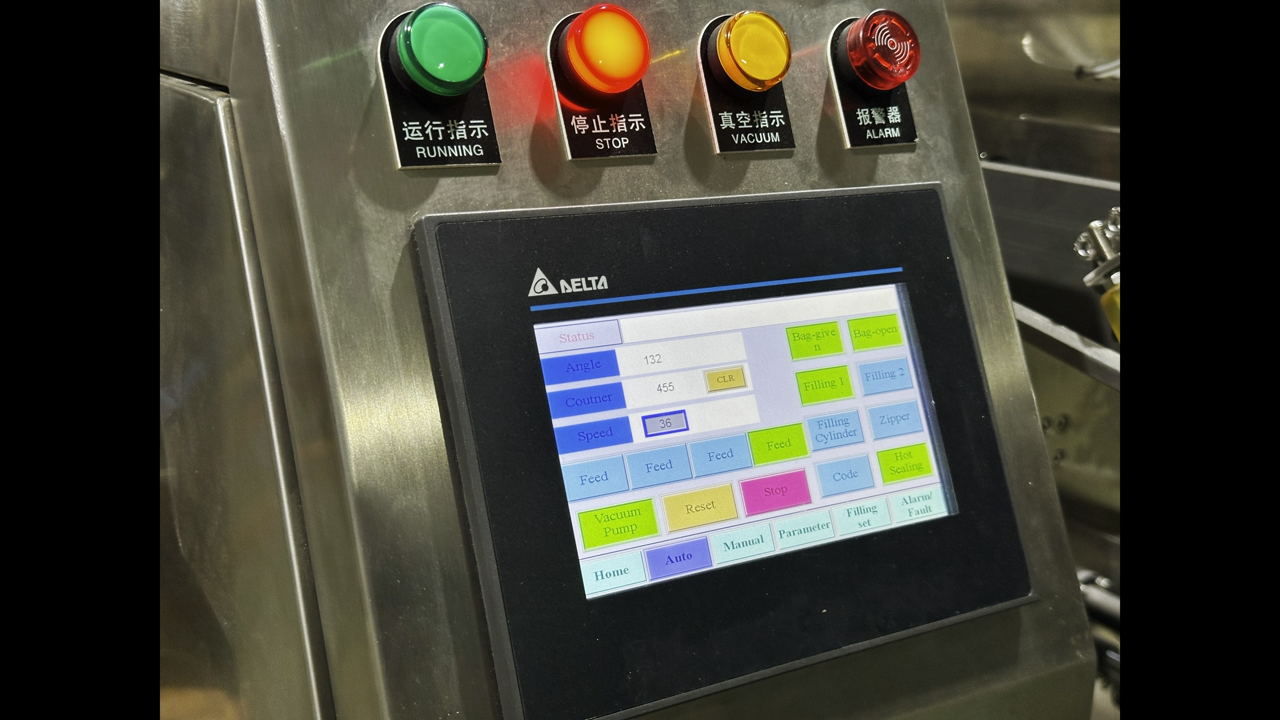 运行指示
RUNNING
停止指示
STOP
真空指示
VACUUM
报警器
ALARM
DELTA
Status
Angle
132
Coutner
455
CLR
Speed
36
Bag-give
n
Bag-open
Filling 1
Filling 2
Filling
Cylinder
Zipper
Feed
Feed
Feed
Feed
Code
Hot
Sealing
Vacuum
Pump
Reset
Stop
Home
Auto
Manual
Parameter
Filling
set
Alarm/
Fault